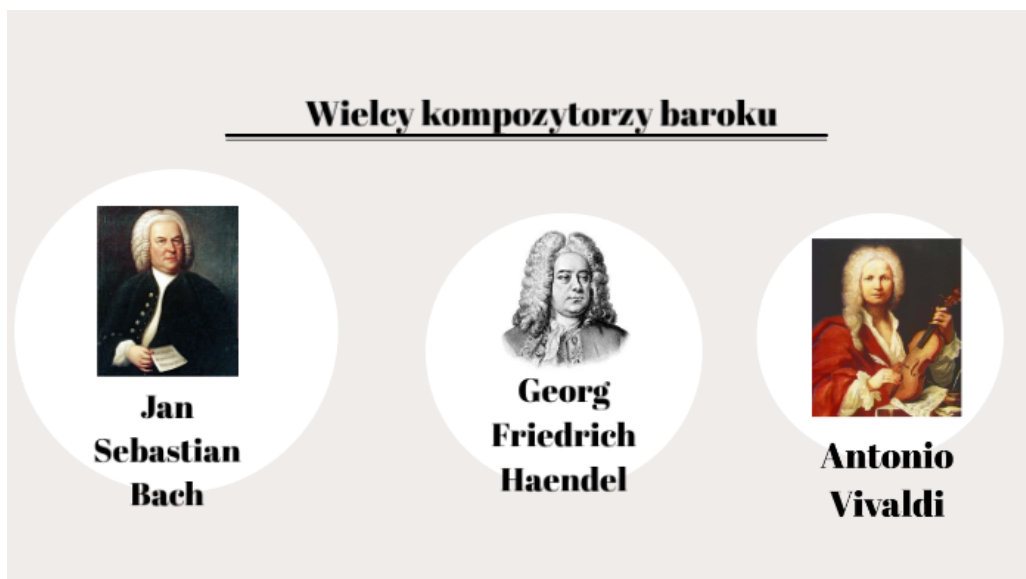 Wielcy kompozytorzy baroku
Jan
Sebastian
Bach
Georg
Friedrich
Haendel
Antonio
Vivaldi